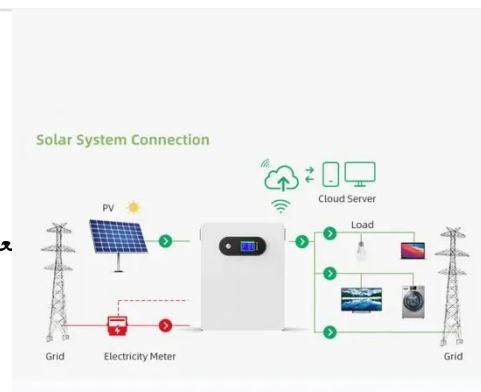 Solar System Connection
Cloud Server
PV
Load
Grid
Electricity Meter
Grid